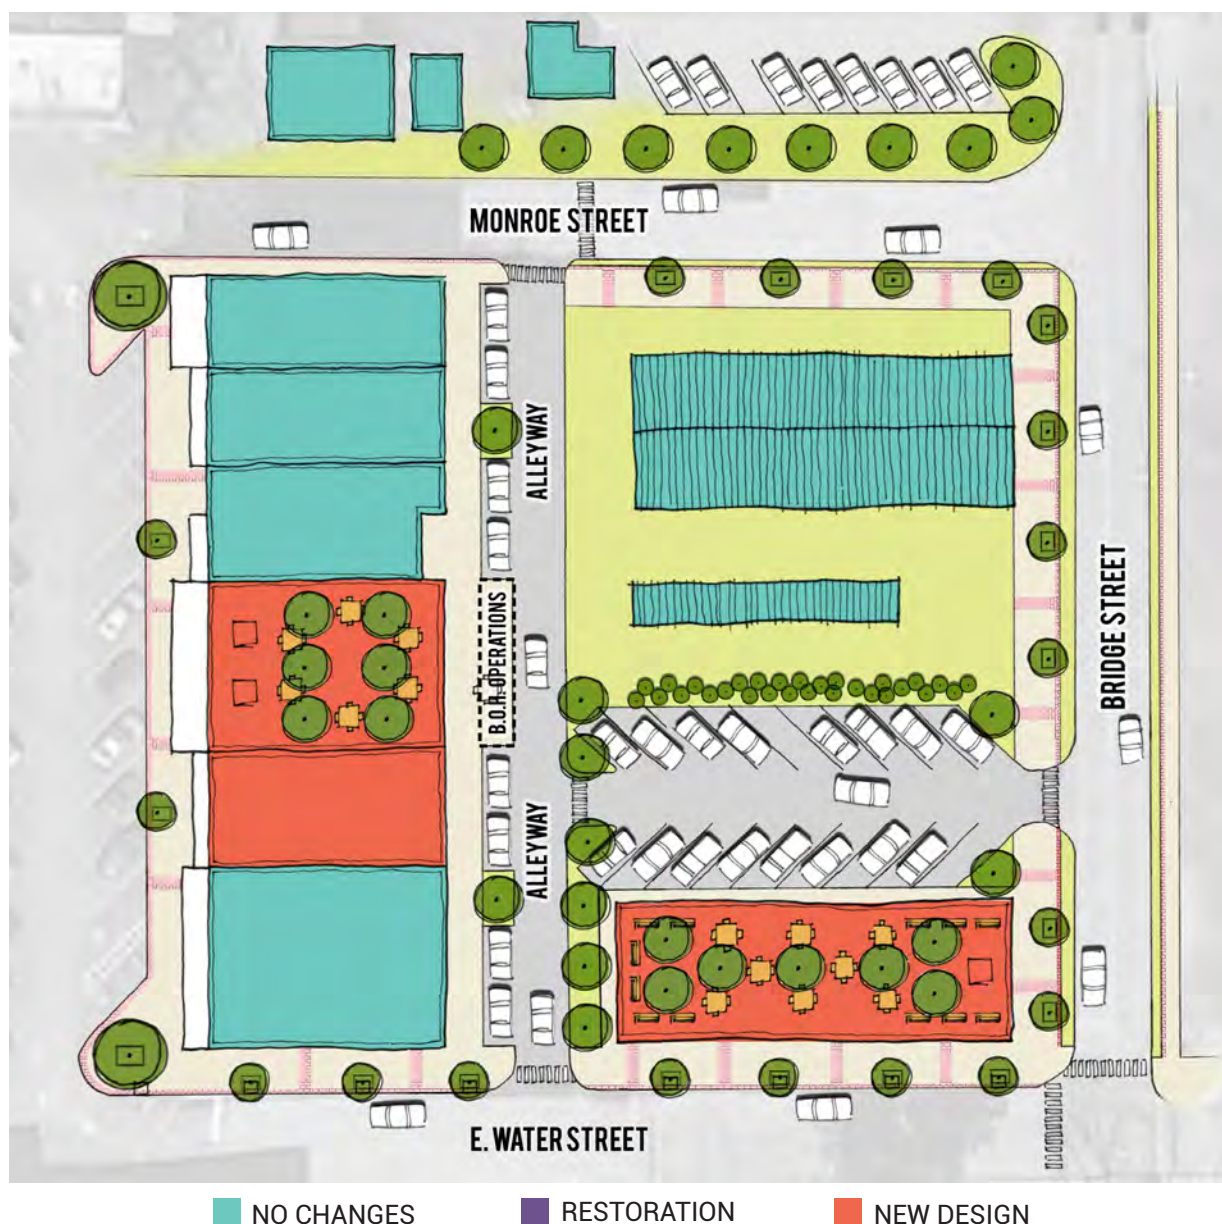 MONROE STREET
ALLEYWAY
B.O.H. OPERATIONS
BRIDGE STREET
ALLEYWAY
E. WATER STREET
NO CHANGES
RESTORATION
NEW DESIGN